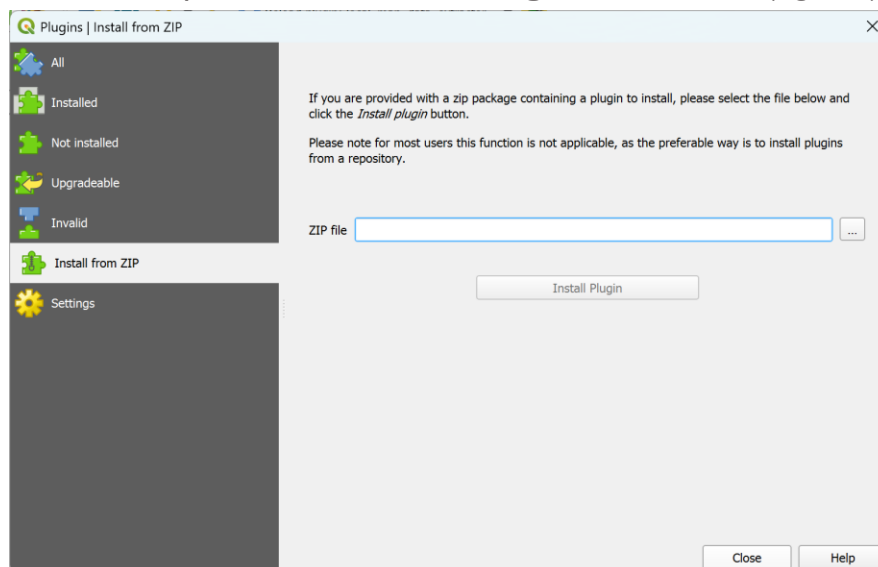 Plugins | Install from ZIP
All
Installed
Not installed
Upgradeable
Invalid
Install from ZIP
Settings
If you are provided with a zip package containing a plugin to install, please select the file below and
click the Install plugin button.
Please note for most users this function is not applicable, as the preferable way is to install plugins
from a repository.
ZIP file
...
Install Plugin
Close
Help